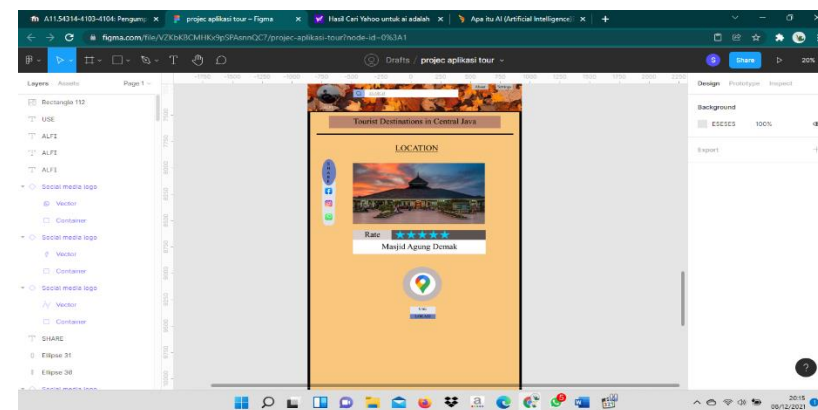 A11.54314-4103-4104: Pengump
projec aplikasi tour – Figma
Hasil Cari Yahoo untuk ai adalah
Apa itu AI (Artificial Intelligence)
figma.com/file/VZKbKBCMHKx9pSPAsnnQC7/projec-aplikasi-tour?node-id=0%3A1
Drafts / projec aplikasi tour
S
Share
20%
Layers
Assets
Page 1
Design
Prototype
Inspect
Rectangle 112
USE
ALFI
ALFI
ALFI
Social media logo
Vector
Container
Social media logo
Vector
Container
Social media logo
Vector
Container
SHARE
Ellipse 31
Ellipse 30
Social media logo
Tourist Destinations in Central Java
LOCATION
SHARE
Rate
Masjid Agung Demak
Background
E5E5E5
100%
Export
?
20:15
06/12/2021